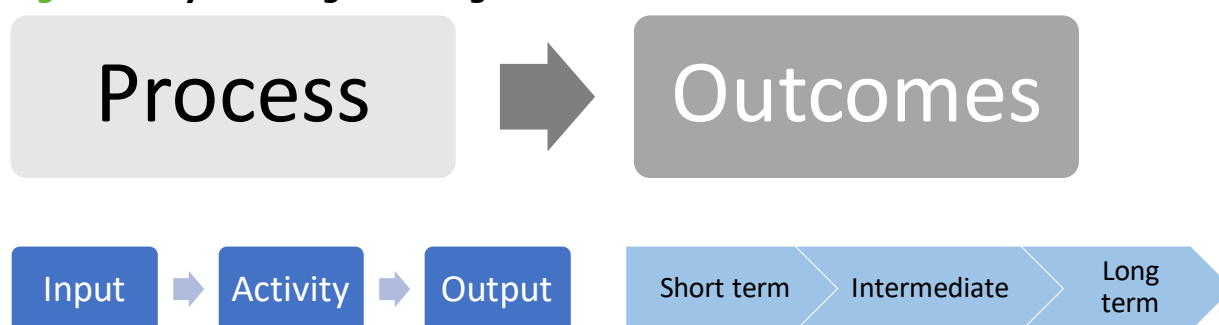 Process
Outcomes
Input
Activity
Output
Short term
Intermediate
Long
term